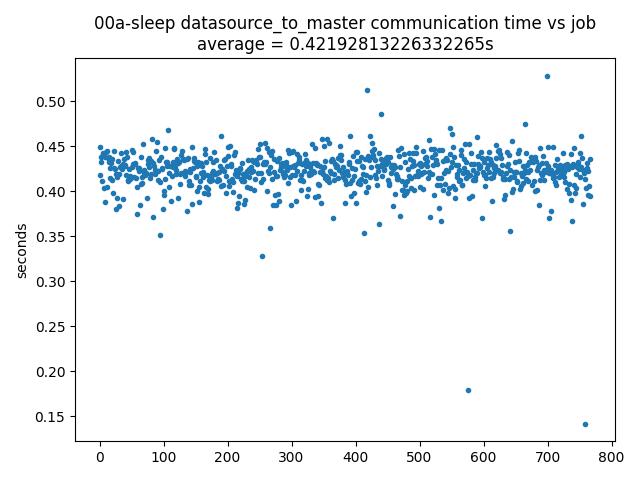 00a-sleep datasource_to_master communication time vs job
average = 0.42192813226332265s
seconds
0.50
0.45
0.40
0.35
0.30
0.25
0.20
0.15
0 100 200 300 400 500 600 700 800